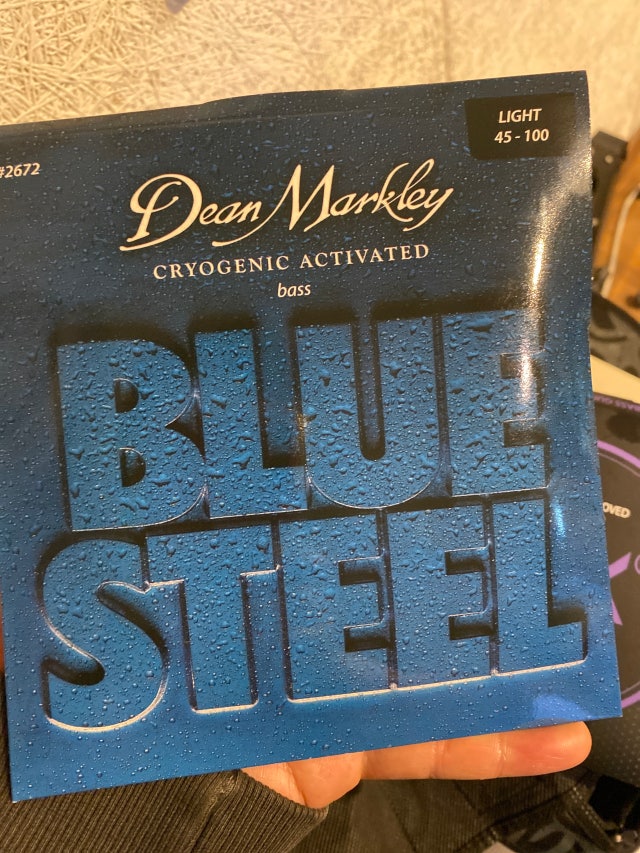 #2672
LIGHT
45 - 100
Dean Markley
CRYOGENIC ACTIVATED
bass
BLUE
STEEL